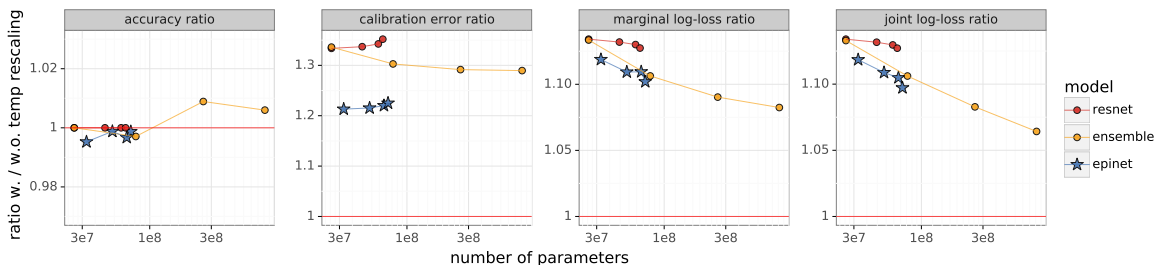 accuracy ratio
calibration error ratio
marginal log-loss ratio
joint log-loss ratio
ratio w. / w.o. temp rescaling
1.02
1
0.98
1.3
1.2
1.1
1
1.10
1.05
1
1.10
1.05
1
3e7 1e8 3e8
3e7 1e8 3e8
3e7 1e8 3e8
3e7 1e8 3e8
number of parameters
model
resnet
ensemble
epinet